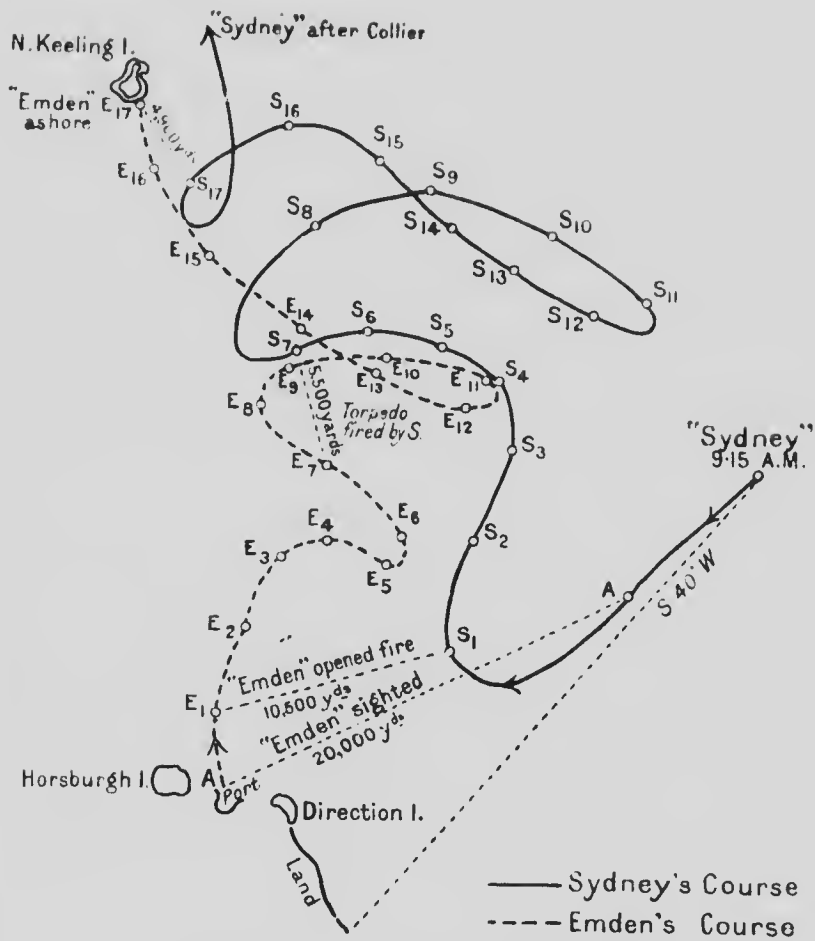 "Sydney" after Collier
N. Keeling I.
"Emden"
ashore
E17
4,900 yds
S16
S15
E16
S17
S9
S8
S14
S10
E15
S13
S11
S12
E14
S6
S5
S7
E10
S4
E9
E13
E11
E8
5,500 yards
Torpedo
fired by S.
E12
"Sydney"
9·15 A.M.
E7
S3
E6
E4
S2
E3
E5
A
S 40° W
E2
S1
"Emden" opened fire
10,500 yds
E1
"Emden" sighted
20,000 yds
Horsburgh I.
A
Port
Direction I.
Land
Sydney's Course
Emden's Course